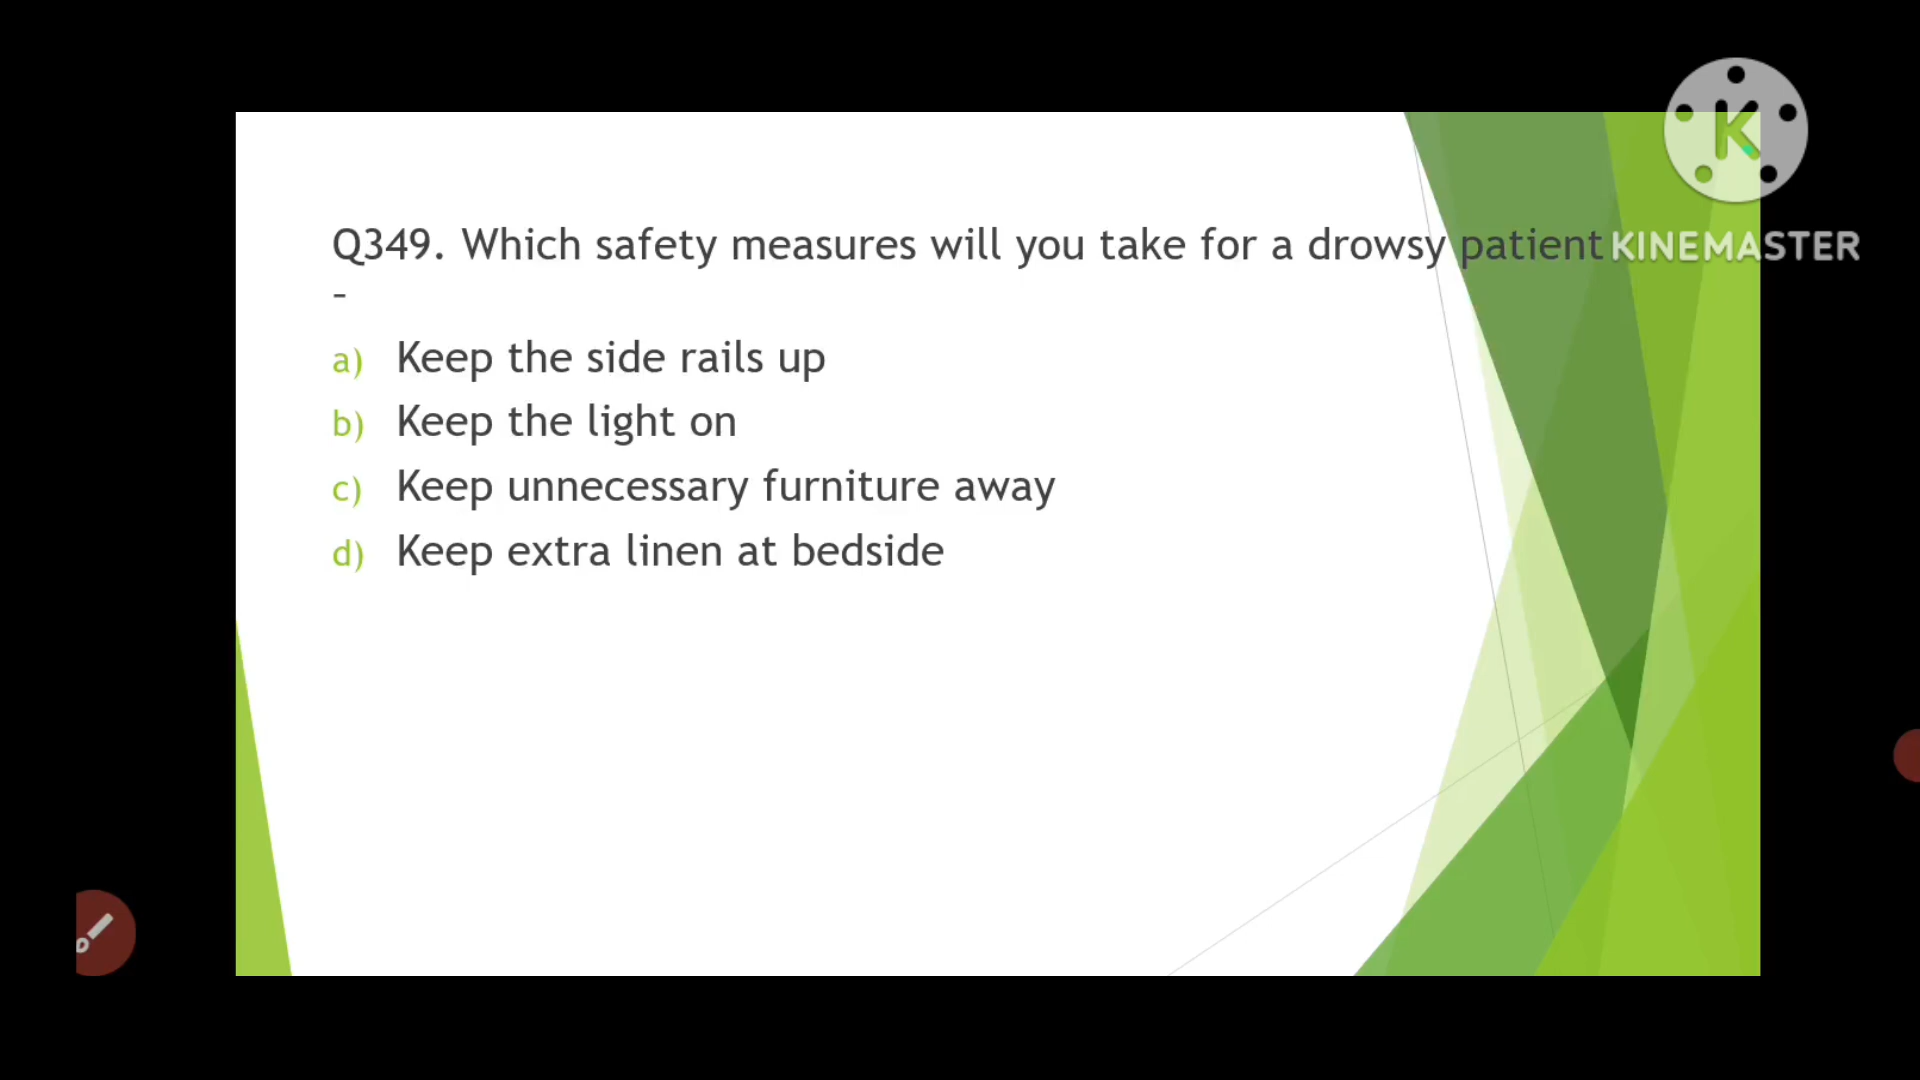 Q349. Which safety measures will you take for a drowsy patient
-
a) Keep the side rails up
b) Keep the light on
c) Keep unnecessary furniture away
d) Keep extra linen at bedside
K
KINEMASTER